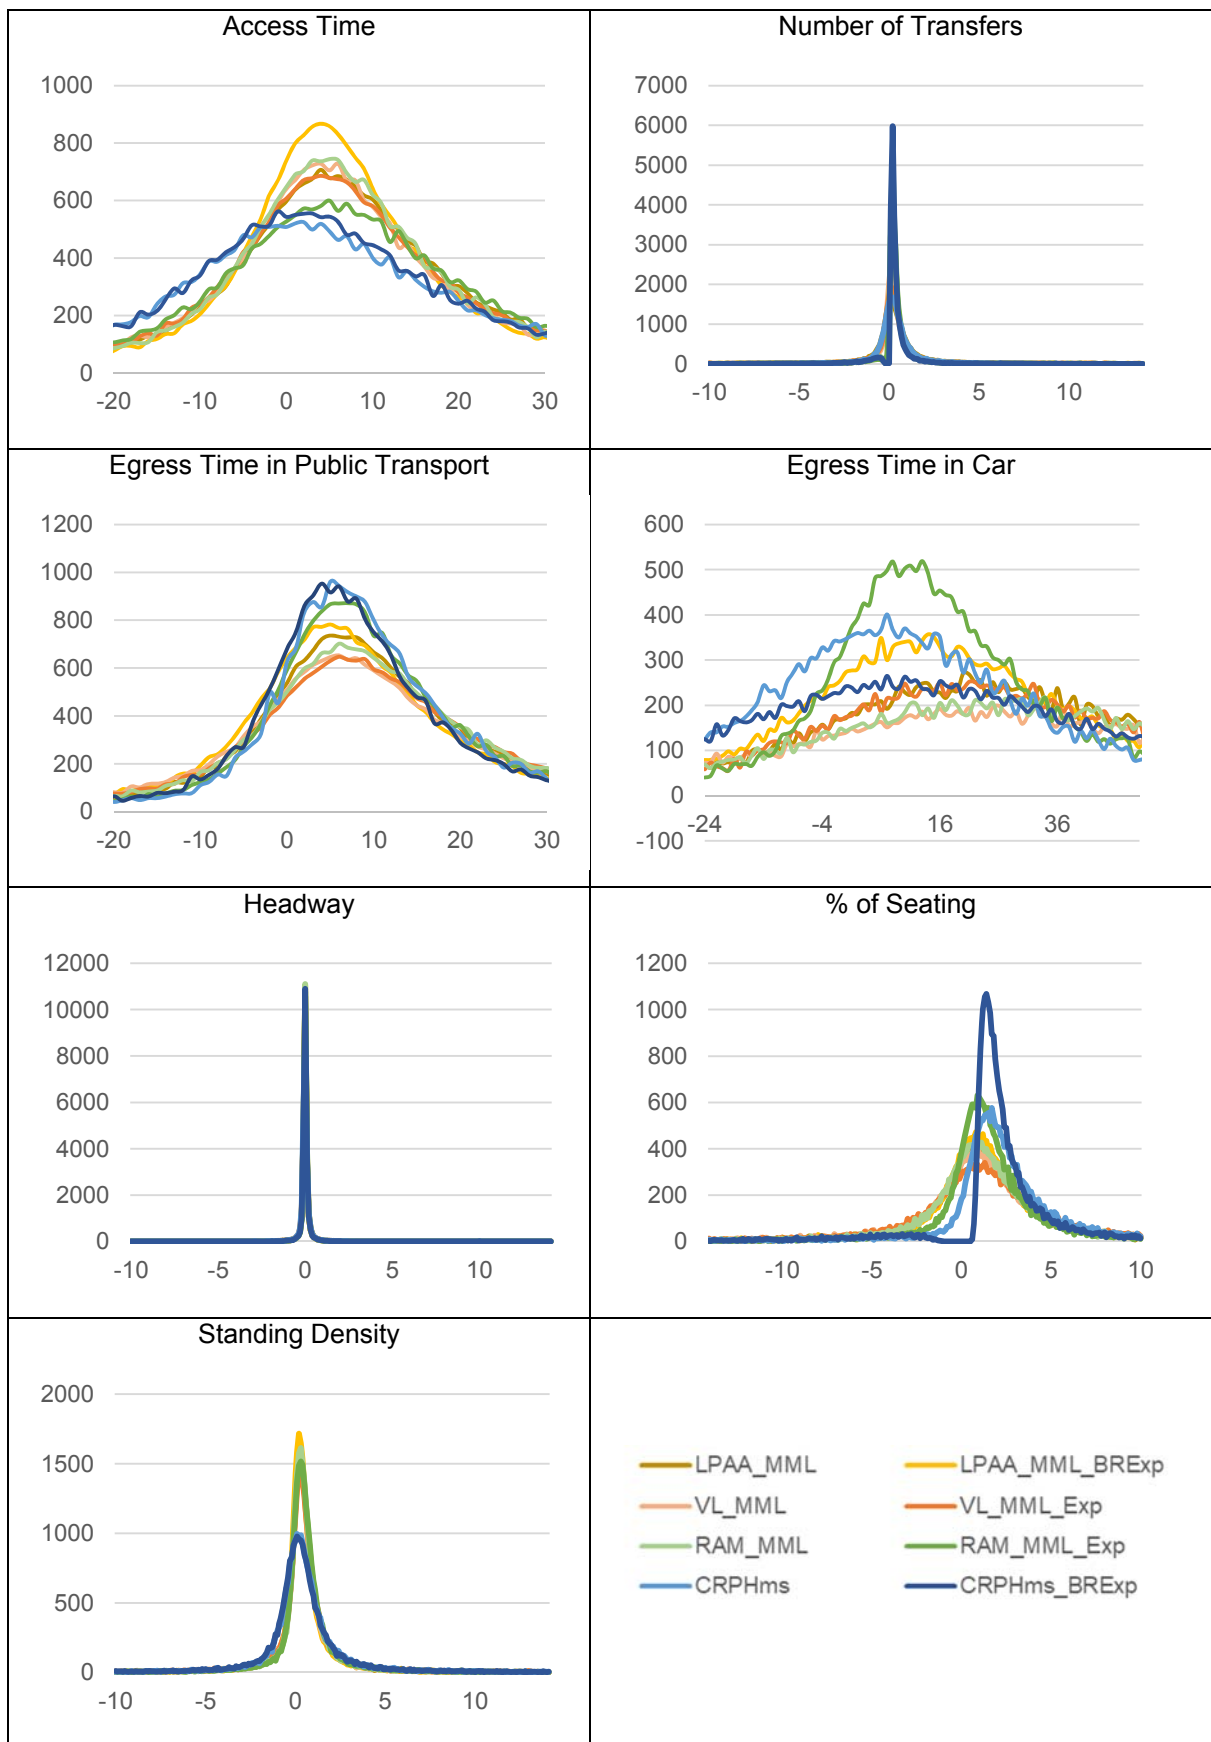 Access Time
1000
800
600
400
200
0
-20 -10 0 10 20 30
Number of Transfers
7000
6000
5000
4000
3000
2000
1000
0
-10 -5 0 5 10
Egress Time in Public Transport
1200
1000
800
600
400
200
0
-20 -10 0 10 20 30
Egress Time in Car
600
500
400
300
200
100
0
-24 -4 16 36
-100
Headway
12000
10000
8000
6000
4000
2000
0
-10 -5 0 5 10
% of Seating
1200
1000
800
600
400
200
0
-10 -5 0 5 10
Standing Density
2000
1500
1000
500
0
-10 -5 0 5 10
LPAA_MML LPAA_MML_BRExp
VL_MML VL_MML_Exp
RAM_MML RAM_MML_Exp
CRPHms CRPHms_BRExp